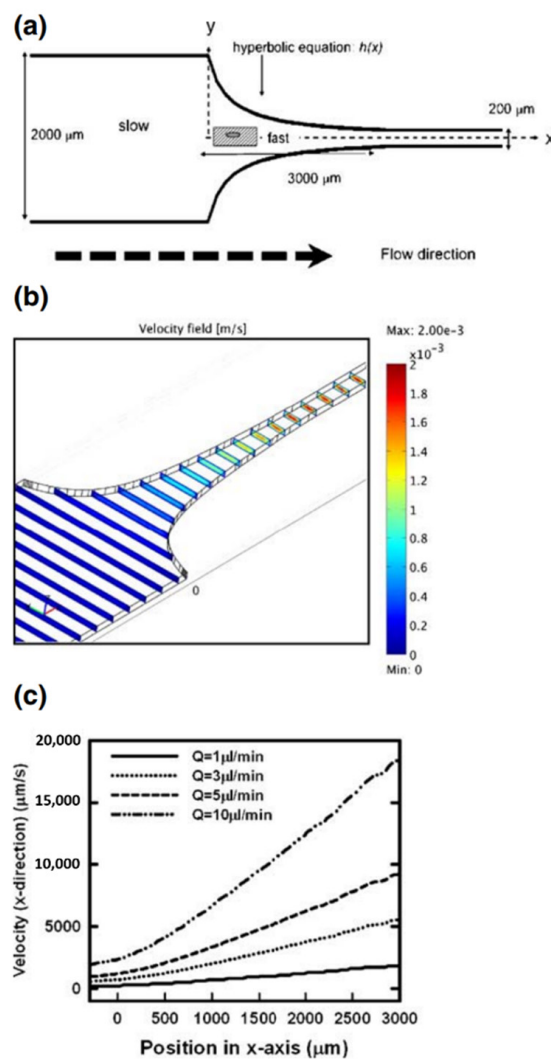 (a)
y
hyperbolic equation: h(x)
2000 μm
slow
fast
200 μm
x
3000 μm
Flow direction
(b)
Velocity field [m/s]
Max: 2.00e-3
×10⁻³
2
1.8
1.6
1.4
1.2
1
0.8
0.6
0.4
0.2
0
Min: 0
0
(c)
20,000
15,000
10,000
5000
0
Velocity (x-direction) (μm/s)
Q=1μl/min
Q=3μl/min
Q=5μl/min
Q=10μl/min
0 500 1000 1500 2000 2500 3000
Position in x-axis (μm)